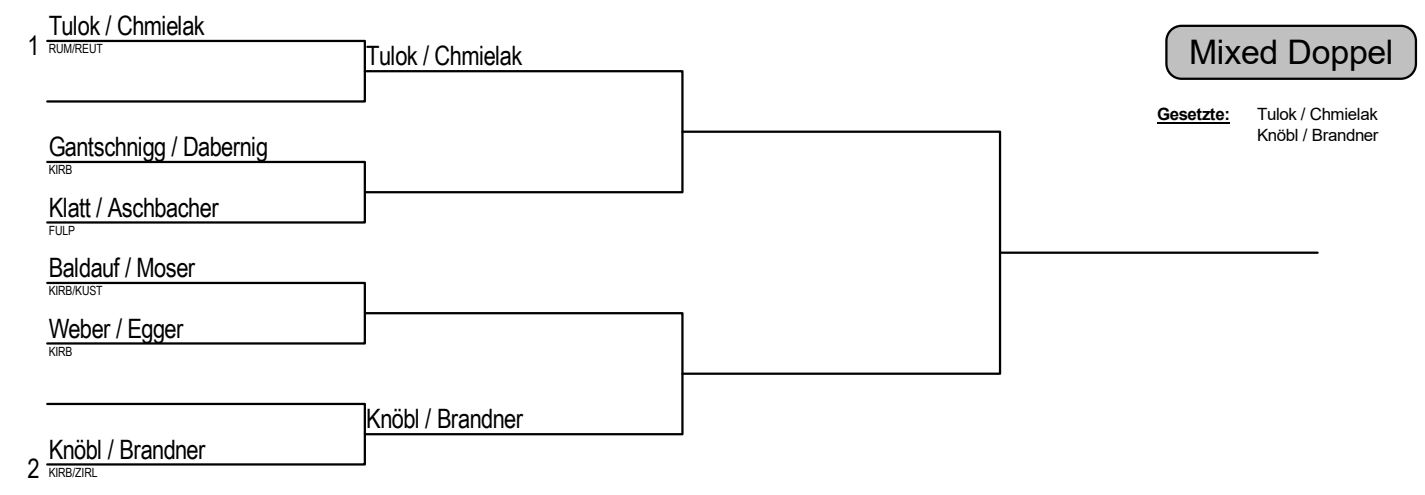 Tulok / Chmielak
1 RUM/REUT
Tulok / Chmielak
Mixed Doppel
Gesetzte: Tulok / Chmielak
Knöbl / Brandner
Gantschnigg / Dabernig
KIRB
Klatt / Aschbacher
FULP
Baldauf / Moser
KIRB/KUST
Weber / Egger
KIRB
Knöbl / Brandner
Knöbl / Brandner
2 KIRB/ZIRL